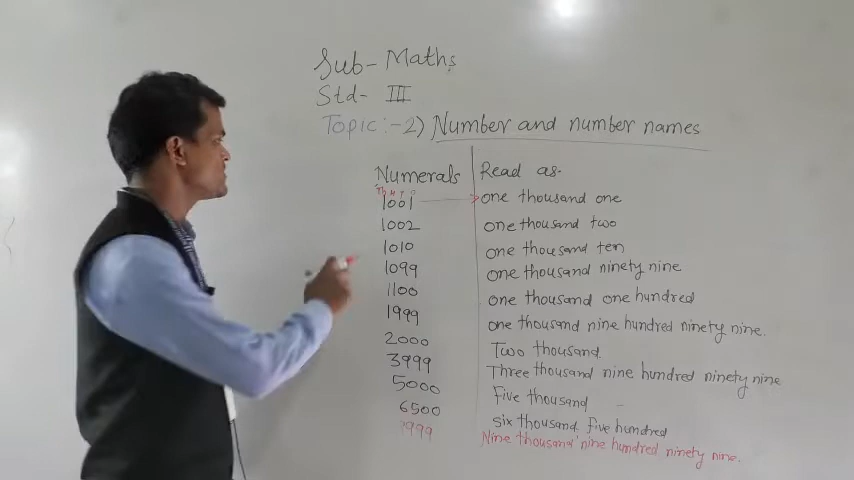 Sub- Maths
Std- III
Topic:-2) Number and number names
Numerals Read as-
Th H T O
1001 one thousand one
1002 one thousand two
1010 one thousand ten
1099 one thousand ninety nine
1100 one thousand one hundred
1999 one thousand nine hundred ninety nine.
2000 Two thousand
3999 Three thousand nine hundred ninety nine
5000 Five thousand
6500 six thousand five hundred
9999 Nine thousand nine hundred ninety nine.